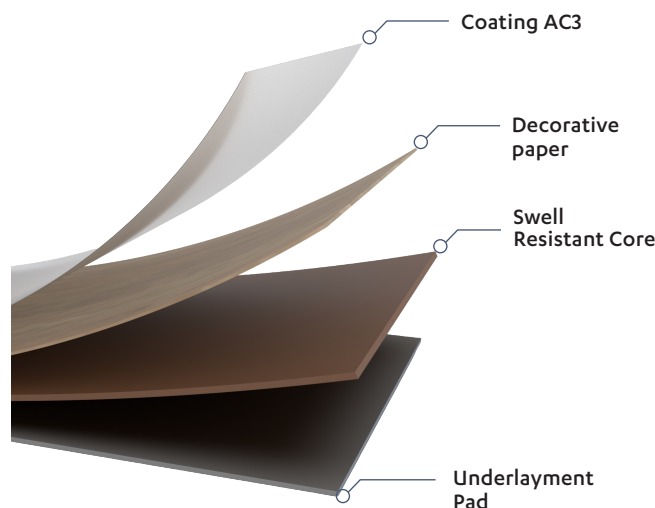 Coating AC3
Decorative
paper
Swell
Resistant Core
Underlayment
Pad